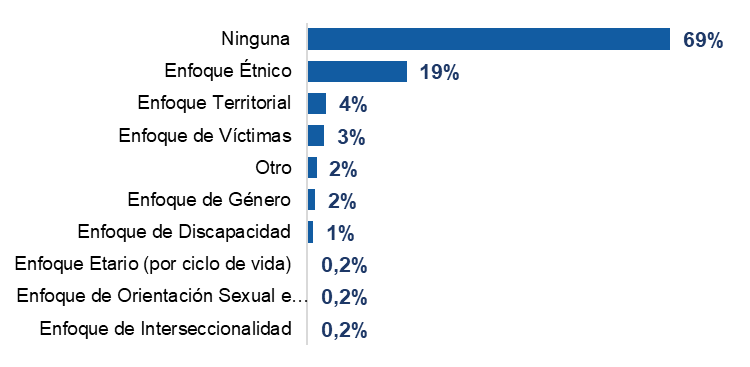 Ninguna 69%
Enfoque Étnico 19%
Enfoque Territorial 4%
Enfoque de Víctimas 3%
Otro 2%
Enfoque de Género 2%
Enfoque de Discapacidad 1%
Enfoque Etario (por ciclo de vida) 0,2%
Enfoque de Orientación Sexual e… 0,2%
Enfoque de Interseccionalidad 0,2%